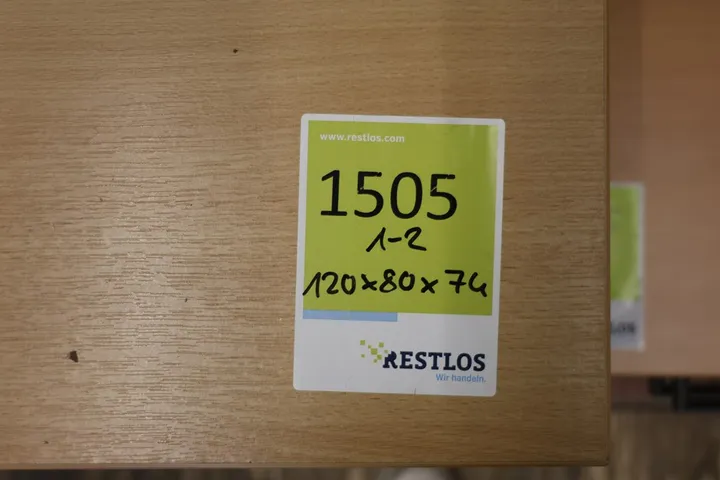 www.restlos.com
1505
1-2
120x80x74
RESTLOS
Wir handeln.